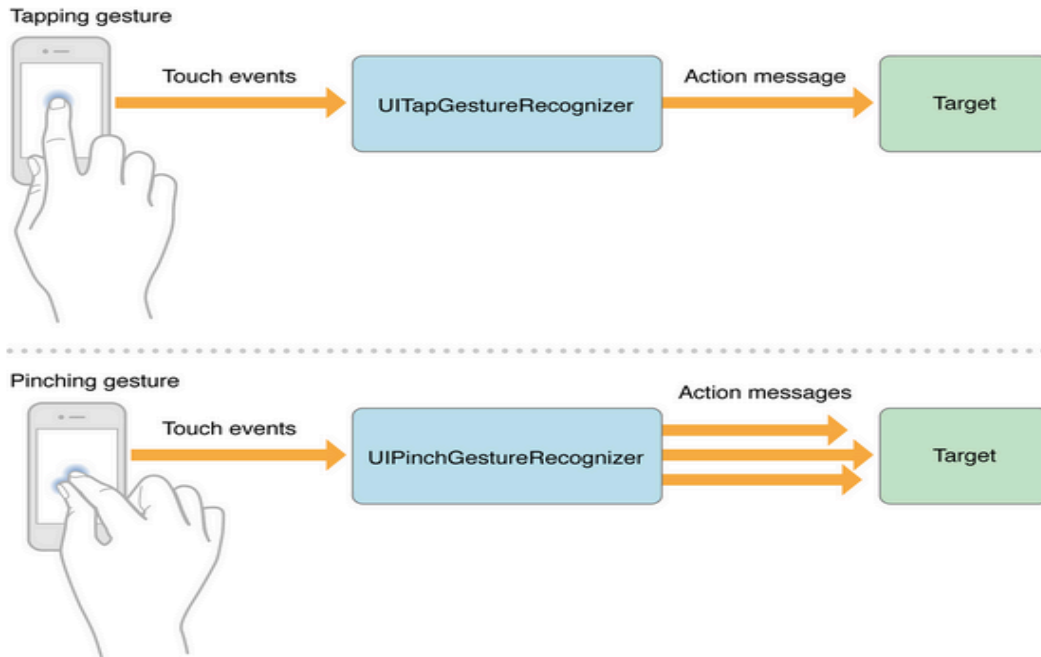 Tapping gesture
Touch events
UITapGestureRecognizer
Action message
Target
Pinching gesture
Touch events
UIPinchGestureRecognizer
Action messages
Target